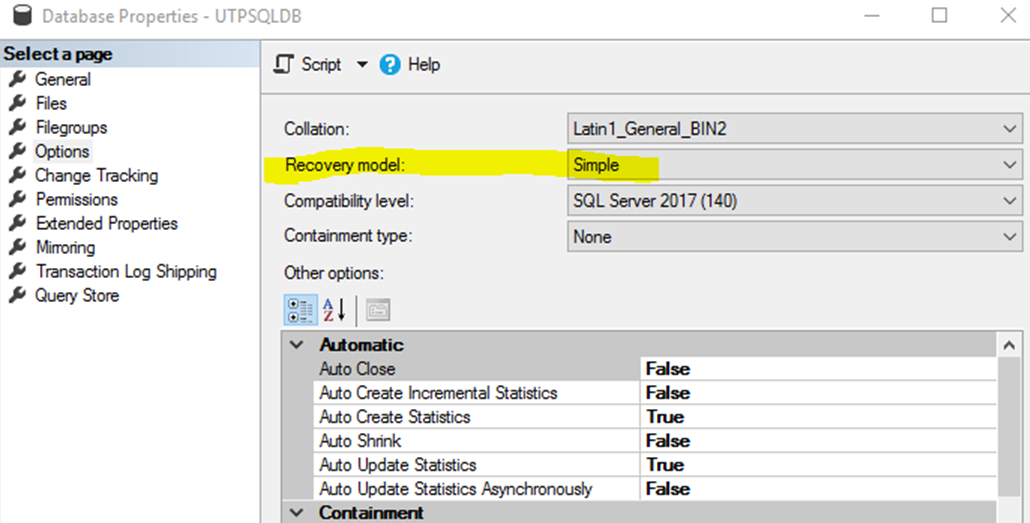 Database Properties - UTPSQLDB
Select a page
General
Files
Filegroups
Options
Change Tracking
Permissions
Extended Properties
Mirroring
Transaction Log Shipping
Query Store
Script Help
Collation: Latin1_General_BIN2
Recovery model: Simple
Compatibility level: SQL Server 2017 (140)
Containment type: None
Other options:
Automatic
Auto Close False
Auto Create Incremental Statistics False
Auto Create Statistics True
Auto Shrink False
Auto Update Statistics True
Auto Update Statistics Asynchronously False
Containment